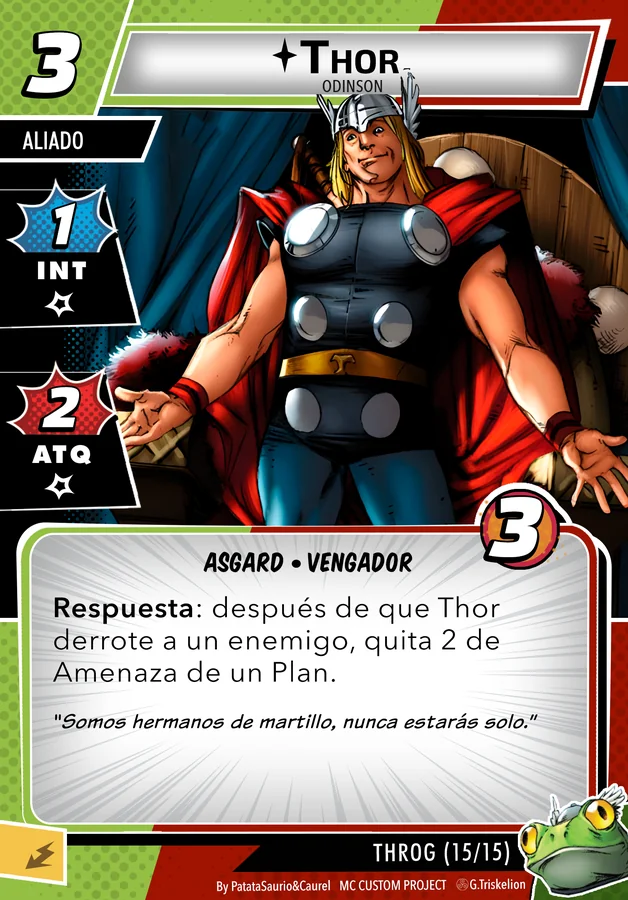 3
THOR
ODINSON
ALIADO
1
INT
2
ATQ
3
ASGARD • VENGADOR
Respuesta: después de que Thor
derrote a un enemigo, quita 2 de
Amenaza de un Plan.
"Somos hermanos de martillo, nunca estarás solo."
THROG (15/15)
By PatataSaurio&Caurel MC CUSTOM PROJECT G.Triskelion